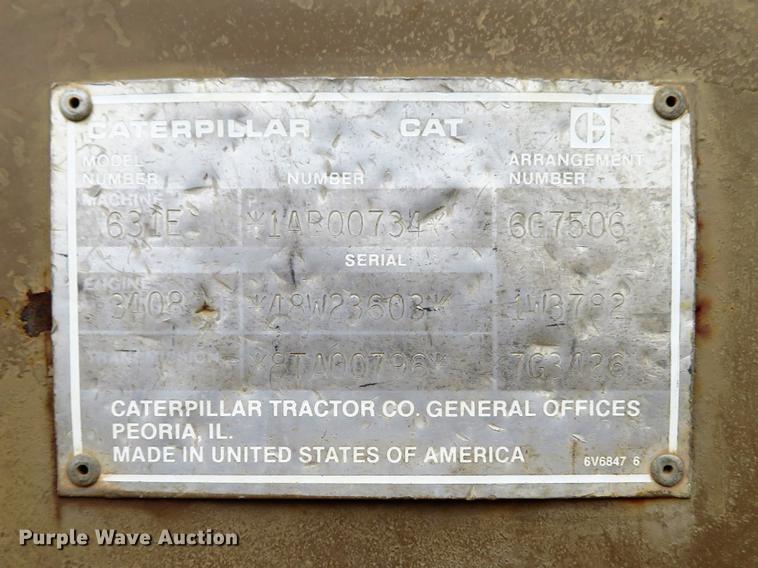 CATERPILLAR CAT
MODEL NUMBER NUMBER ARRANGEMENT NUMBER
MACHINE P
631E *1AB00734* 6G7506
SERIAL
ENGINE
3408 *48W23603* 1W3782
TRANSMISSION 7G3426
CATERPILLAR TRACTOR CO. GENERAL OFFICES
PEORIA, IL.
MADE IN UNITED STATES OF AMERICA 6V6847 6
Purple Wave Auction